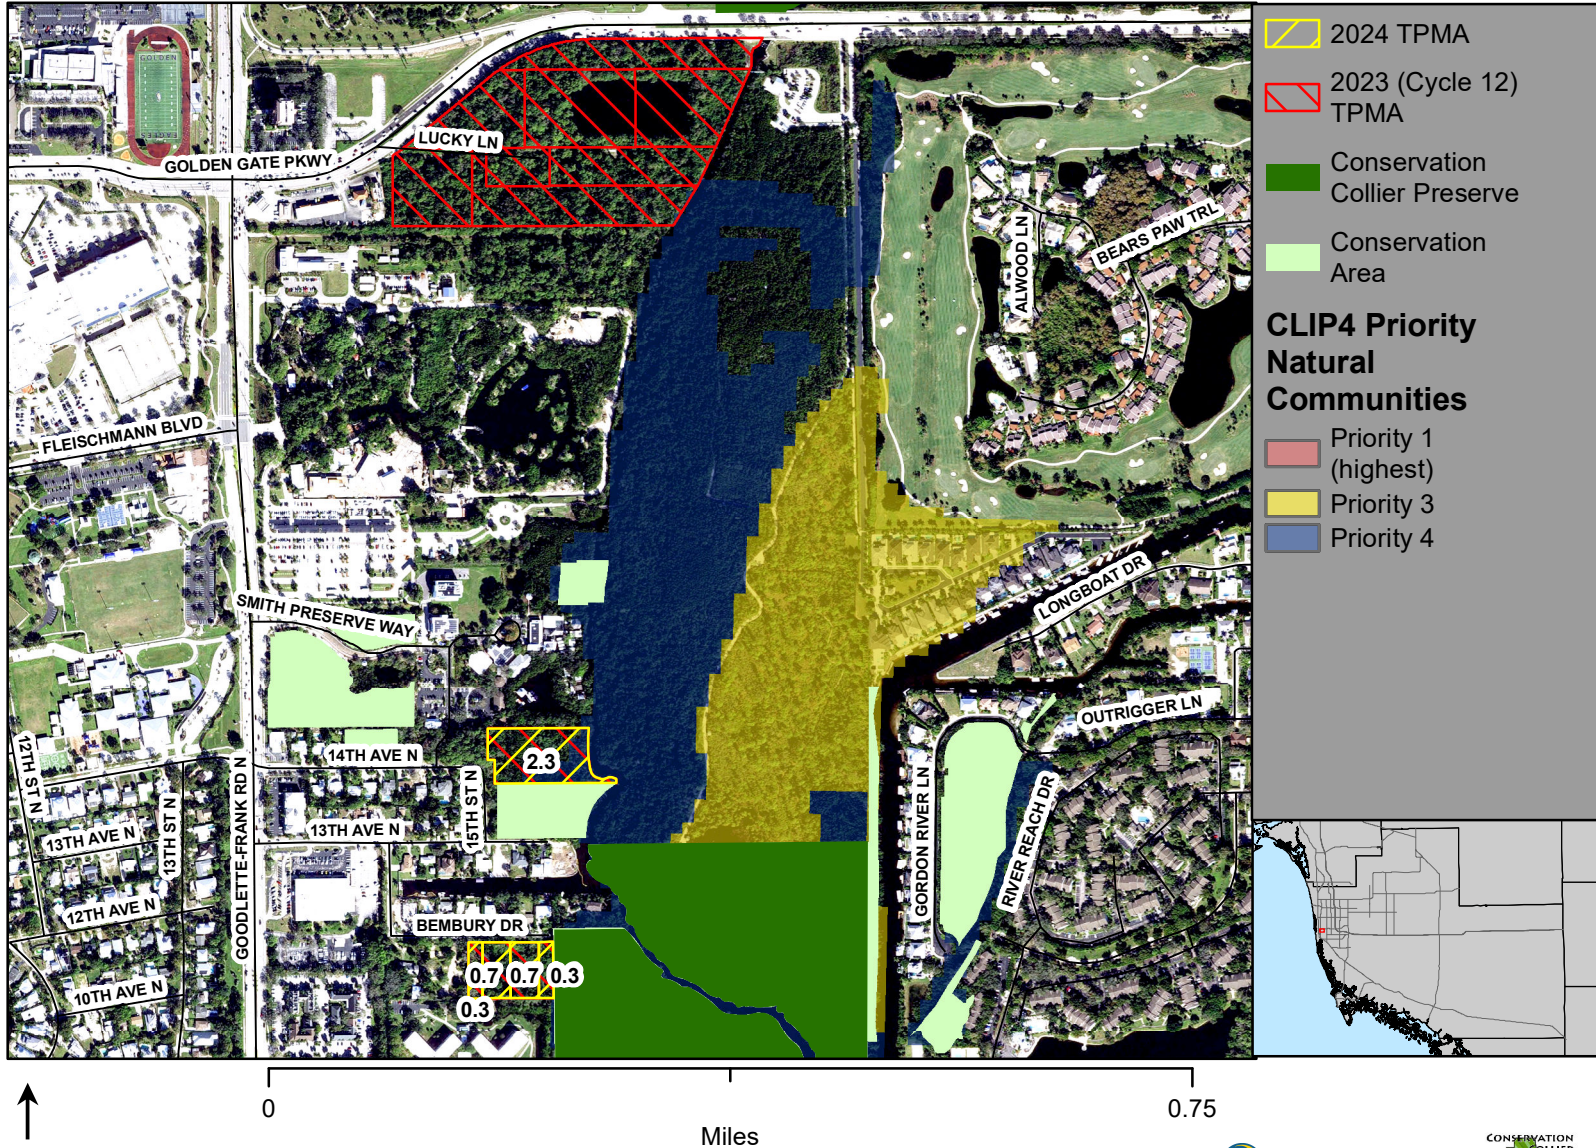 GOLDEN
GOLDEN GATE PKWY
LUCKY LN
ALWOOD LN
BEARS PAW TRL
FLEISCHMANN BLVD
SMITH PRESERVE WAY
LONGBOAT DR
OUTRIGGER LN
12TH ST N
13TH AVE N
13TH ST N
12TH AVE N
10TH AVE N
GOODLETTE-FRANK RD N
14TH AVE N
15TH ST N
13TH AVE N
2.3
BEMBURY DR
0.7
0.7
0.3
0.3
GORDON RIVER LN
RIVER REACH DR
2024 TPMA
2023 (Cycle 12)
TPMA
Conservation
Collier Preserve
Conservation
Area
CLIP4 Priority
Natural
Communities
Priority 1
(highest)
Priority 3
Priority 4
0
0.75
Miles
CONSERVATION